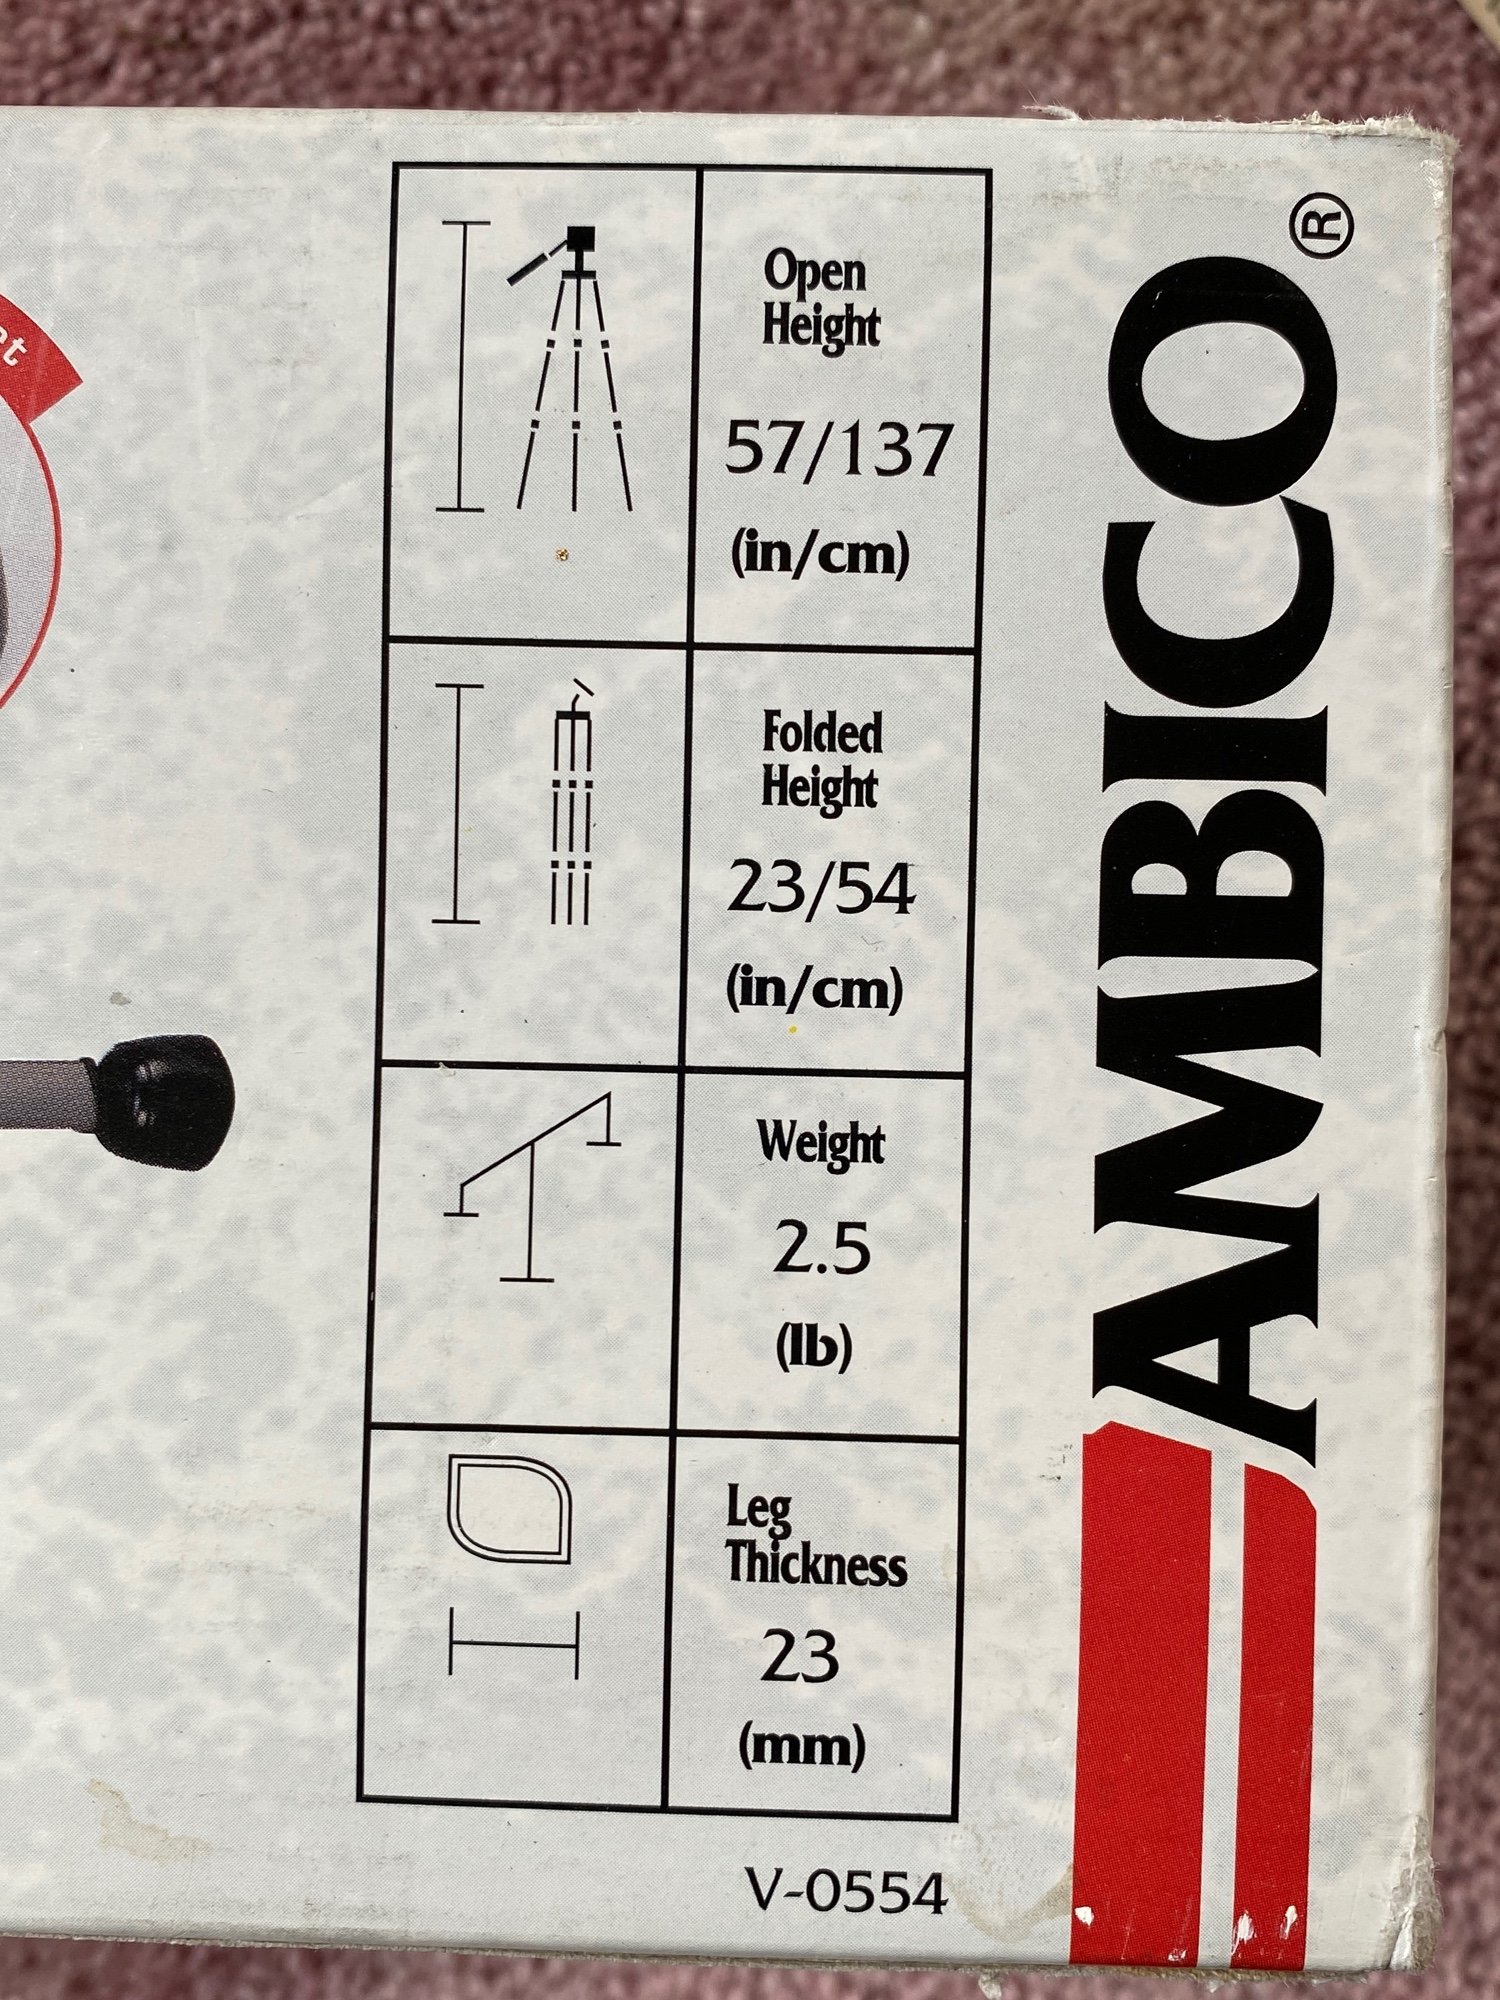 Open
Height
57/137
(in/cm)
Folded
Height
23/54
(in/cm)
Weight
2.5
(lb)
Leg
Thickness
23
(mm)
V-0554
AMBICO®